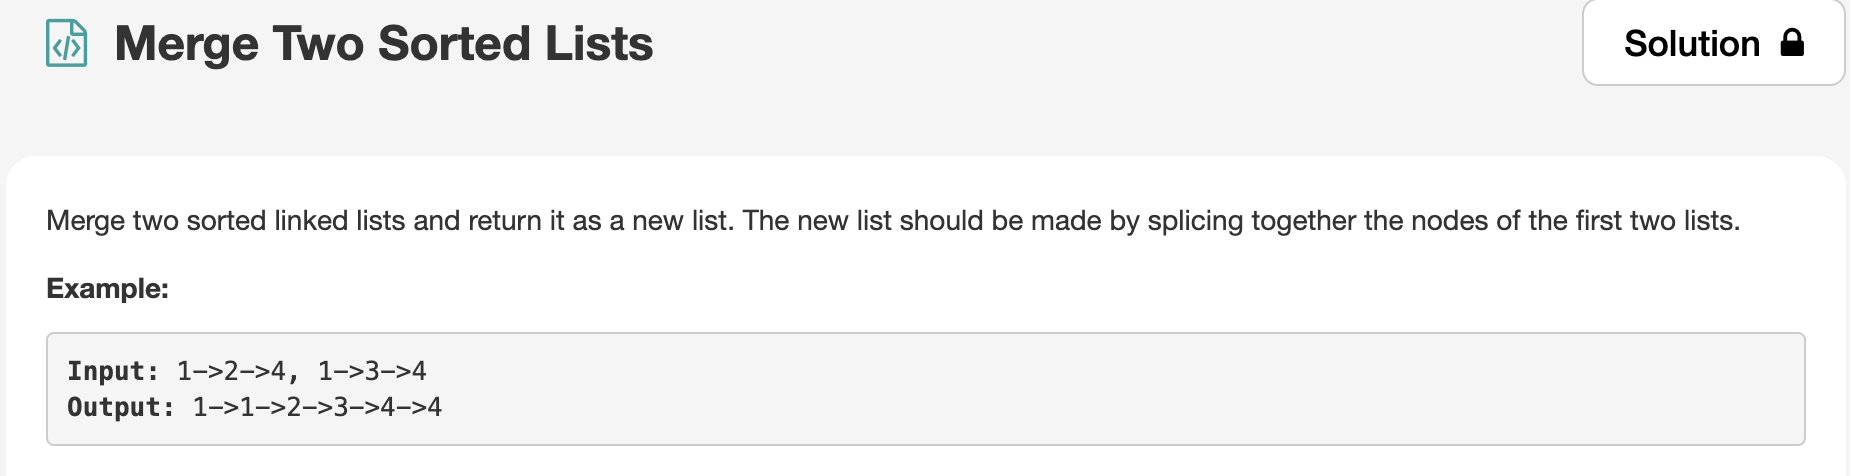 Merge Two Sorted Lists
Solution
Merge two sorted linked lists and return it as a new list. The new list should be made by splicing together the nodes of the first two lists.
Example:
Input: 1->2->4, 1->3->4
Output: 1->1->2->3->4->4